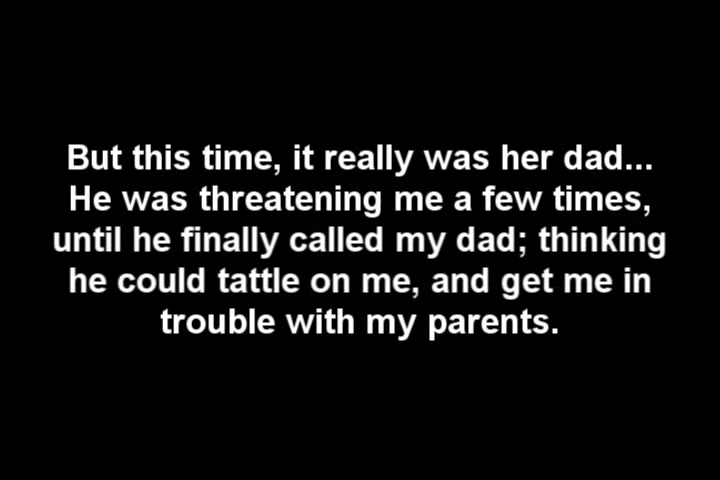 But this time, it really was her dad...
He was threatening me a few times,
until he finally called my dad; thinking
he could tattle on me, and get me in
trouble with my parents.